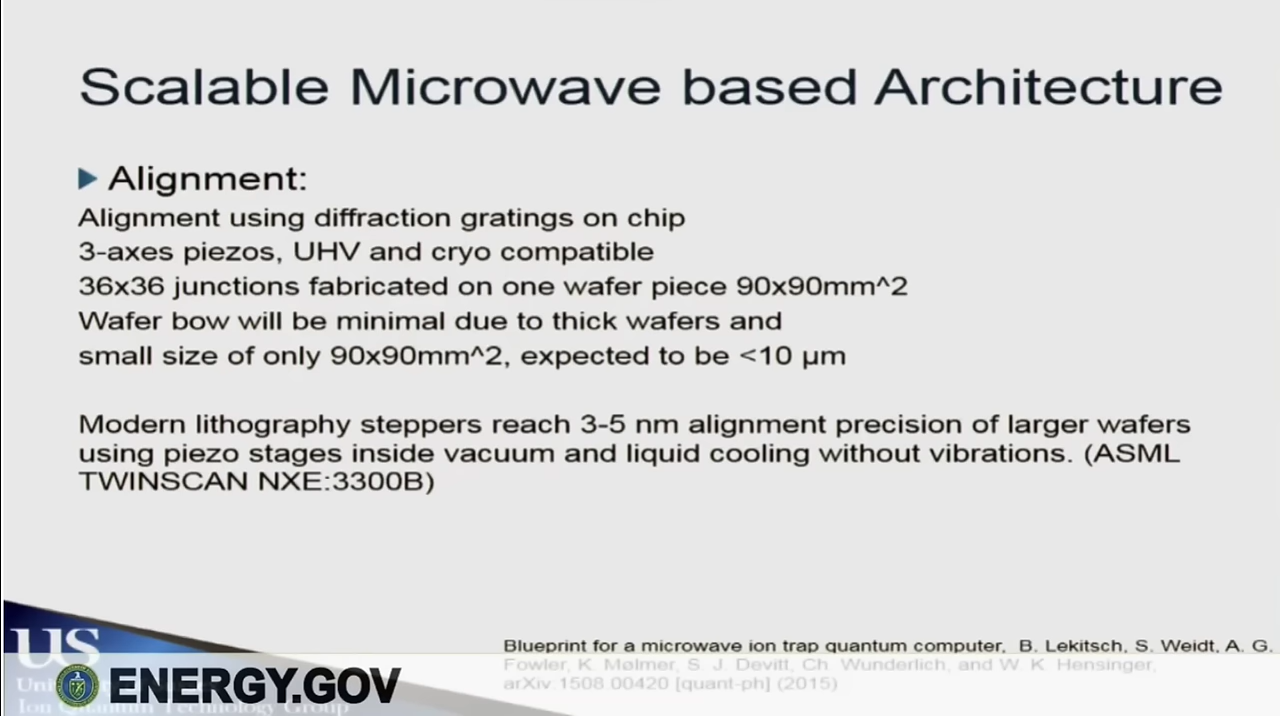 Scalable Microwave based Architecture
Alignment:
Alignment using diffraction gratings on chip
3-axes piezos, UHV and cryo compatible
36x36 junctions fabricated on one wafer piece 90x90mm^2
Wafer bow will be minimal due to thick wafers and
small size of only 90x90mm^2, expected to be <10 µm
Modern lithography steppers reach 3-5 nm alignment precision of larger wafers
using piezo stages inside vacuum and liquid cooling without vibrations. (ASML
TWINSCAN NXE:3300B)
Blueprint for a microwave ion trap quantum computer, B. Lekitsch, S. Weidt, A. G.
Fowler, K. Mølmer, S. J. Devitt, Ch. Wunderlich, and W. K. Hensinger,
arXiv:1508.00420 [quant-ph] (2015)
US
ENERGY.GOV
Ion Quantum Technology Group